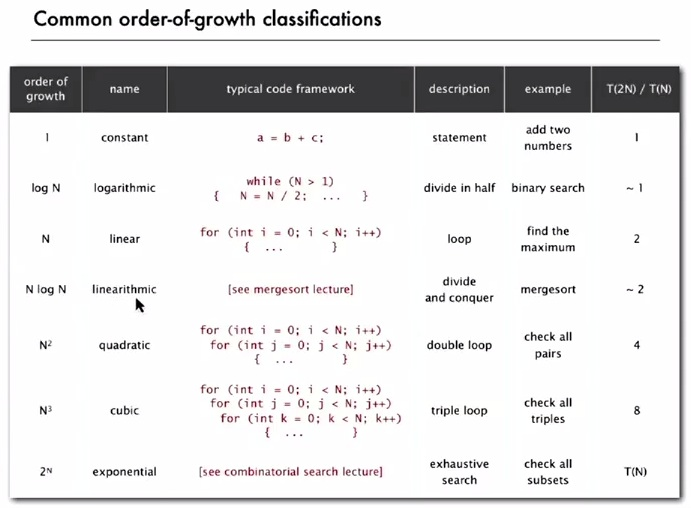 Common order-of-growth classifications
order of growth name typical code framework description example T(2N) / T(N)
1 constant a = b + c; statement add two numbers 1
log N logarithmic while (N > 1)
{ N = N / 2; ... } divide in half binary search ~ 1
N linear for (int i = 0; i < N; i++)
{ ... } loop find the maximum 2
N log N linearithmic [see mergesort lecture] divide and conquer mergesort ~ 2
N² quadratic for (int i = 0; i < N; i++)
for (int j = 0; j < N; j++)
{ ... } double loop check all pairs 4
N³ cubic for (int i = 0; i < N; i++)
for (int j = 0; j < N; j++)
for (int k = 0; k < N; k++)
{ ... } triple loop check all triples 8
2ᴺ exponential [see combinatorial search lecture] exhaustive search check all subsets T(N)